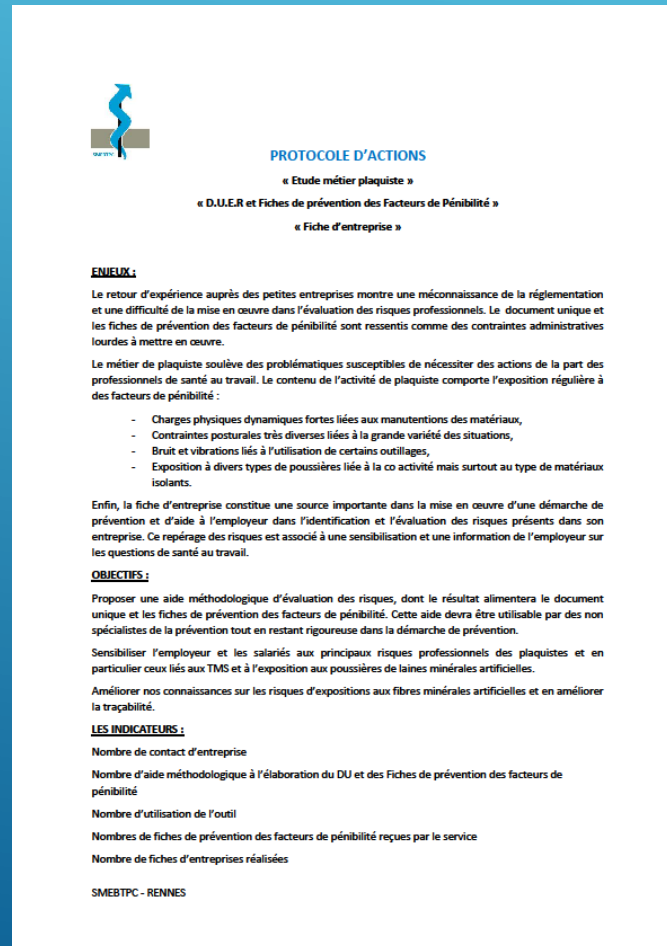 PROTOCOLE D'ACTIONS
« Etude métier plaquiste »
« D.U.E.R et Fiches de prévention des Facteurs de Pénibilité »
« Fiche d'entreprise »
ENJEUX :
Le retour d'expérience auprès des petites entreprises montre une méconnaissance de la réglementation
et une difficulté de la mise en œuvre dans l'évaluation des risques professionnels. Le document unique et
les fiches de prévention des facteurs de pénibilité sont ressentis comme des contraintes administratives
lourdes à mettre en œuvre.
Le métier de plaquiste soulève des problématiques susceptibles de nécessiter des actions de la part des
professionnels de santé au travail. Le contenu de l'activité de plaquiste comporte l'exposition régulière à
des facteurs de pénibilité :
- Charges physiques dynamiques fortes liées aux manutentions des matériaux,
- Contraintes posturales très diverses liées à la grande variété des situations,
- Bruit et vibrations liés à l'utilisation de certains outillages,
- Exposition à divers types de poussières liée à la co activité mais surtout au type de matériaux
isolants.
Enfin, la fiche d'entreprise constitue une source importante dans la mise en œuvre d'une démarche de
prévention et d'aide à l'employeur dans l'identification et l'évaluation des risques présents dans son
entreprise. Ce repérage des risques est associé à une sensibilisation et une information de l'employeur sur
les questions de santé au travail.
OBJECTIFS :
Proposer une aide méthodologique d'évaluation des risques, dont le résultat alimentera le document
unique et les fiches de prévention des facteurs de pénibilité. Cette aide devra être utilisable par des non
spécialistes de la prévention tout en restant rigoureuse dans la démarche de prévention.
Sensibiliser l'employeur et les salariés aux principaux risques professionnels des plaquistes et en
particulier ceux liés aux TMS et à l'exposition aux poussières de laines minérales artificielles.
Améliorer nos connaissances sur les risques d'expositions aux fibres minérales artificielles et en améliorer
la traçabilité.
LES INDICATEURS :
Nombre de contact d'entreprise
Nombre d'aide méthodologique à l'élaboration du DU et des Fiches de prévention des facteurs de
pénibilité
Nombre d'utilisation de l'outil
Nombres de fiches de prévention des facteurs de pénibilité reçues par le service
Nombre de fiches d'entreprises réalisées
SMEBTPC - RENNES